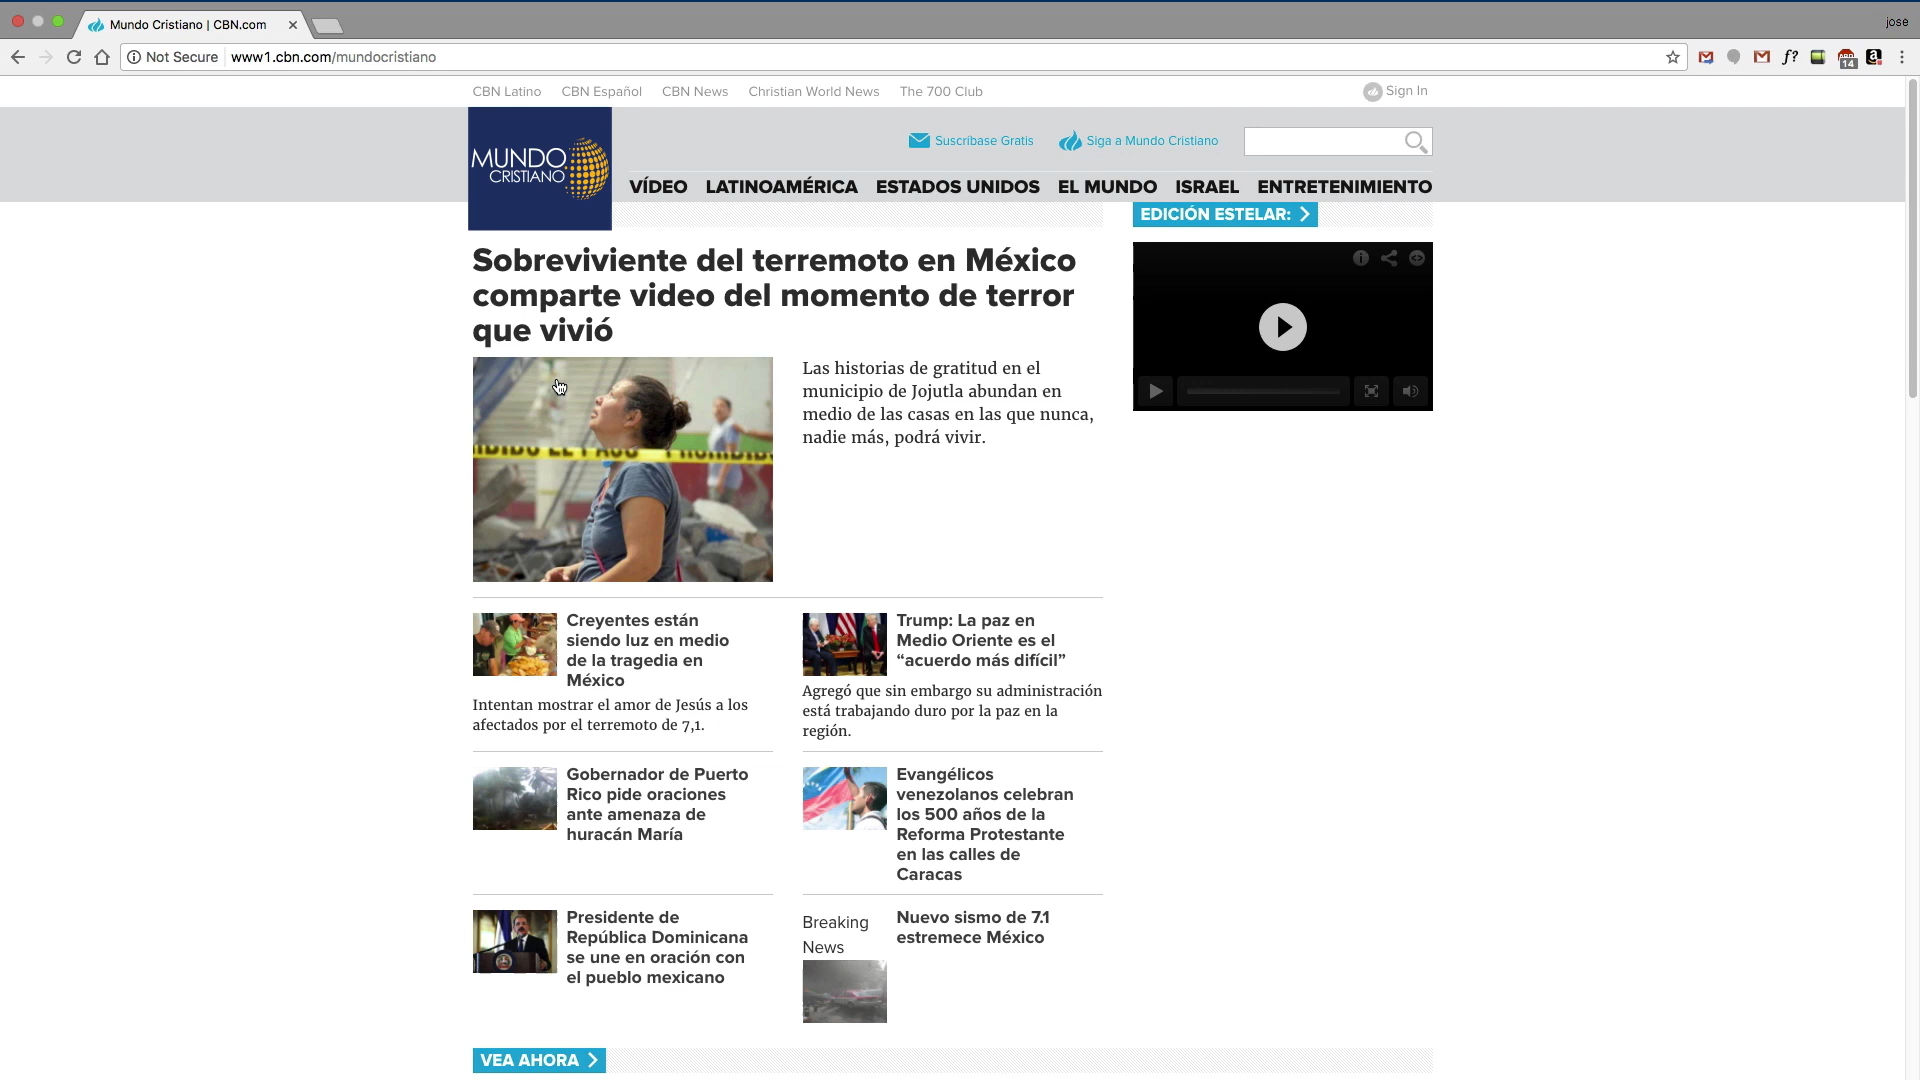 Mundo Cristiano | CBN.com
jose
Not Secure
www1.cbn.com/mundocristiano
14
CBN Latino
CBN Español
CBN News
Christian World News
The 700 Club
Sign In
MUNDO
CRISTIANO
Suscríbase Gratis
Siga a Mundo Cristiano
VÍDEO
LATINOAMÉRICA
ESTADOS UNIDOS
EL MUNDO
ISRAEL
ENTRETENIMIENTO
EDICIÓN ESTELAR:
Sobreviviente del terremoto en México
comparte video del momento de terror
que vivió
Las historias de gratitud en el
municipio de Jojutla abundan en
medio de las casas en las que nunca,
nadie más, podrá vivir.
Creyentes están
siendo luz en medio
de la tragedia en
México
Intentan mostrar el amor de Jesús a los
afectados por el terremoto de 7,1.
Trump: La paz en
Medio Oriente es el
“acuerdo más difícil”
Agregó que sin embargo su administración
está trabajando duro por la paz en la
región.
Gobernador de Puerto
Rico pide oraciones
ante amenaza de
huracán María
Evangélicos
venezolanos celebran
los 500 años de la
Reforma Protestante
en las calles de
Caracas
Presidente de
República Dominicana
se une en oración con
el pueblo mexicano
Breaking
News
Nuevo sismo de 7.1
estremece México
VEA AHORA